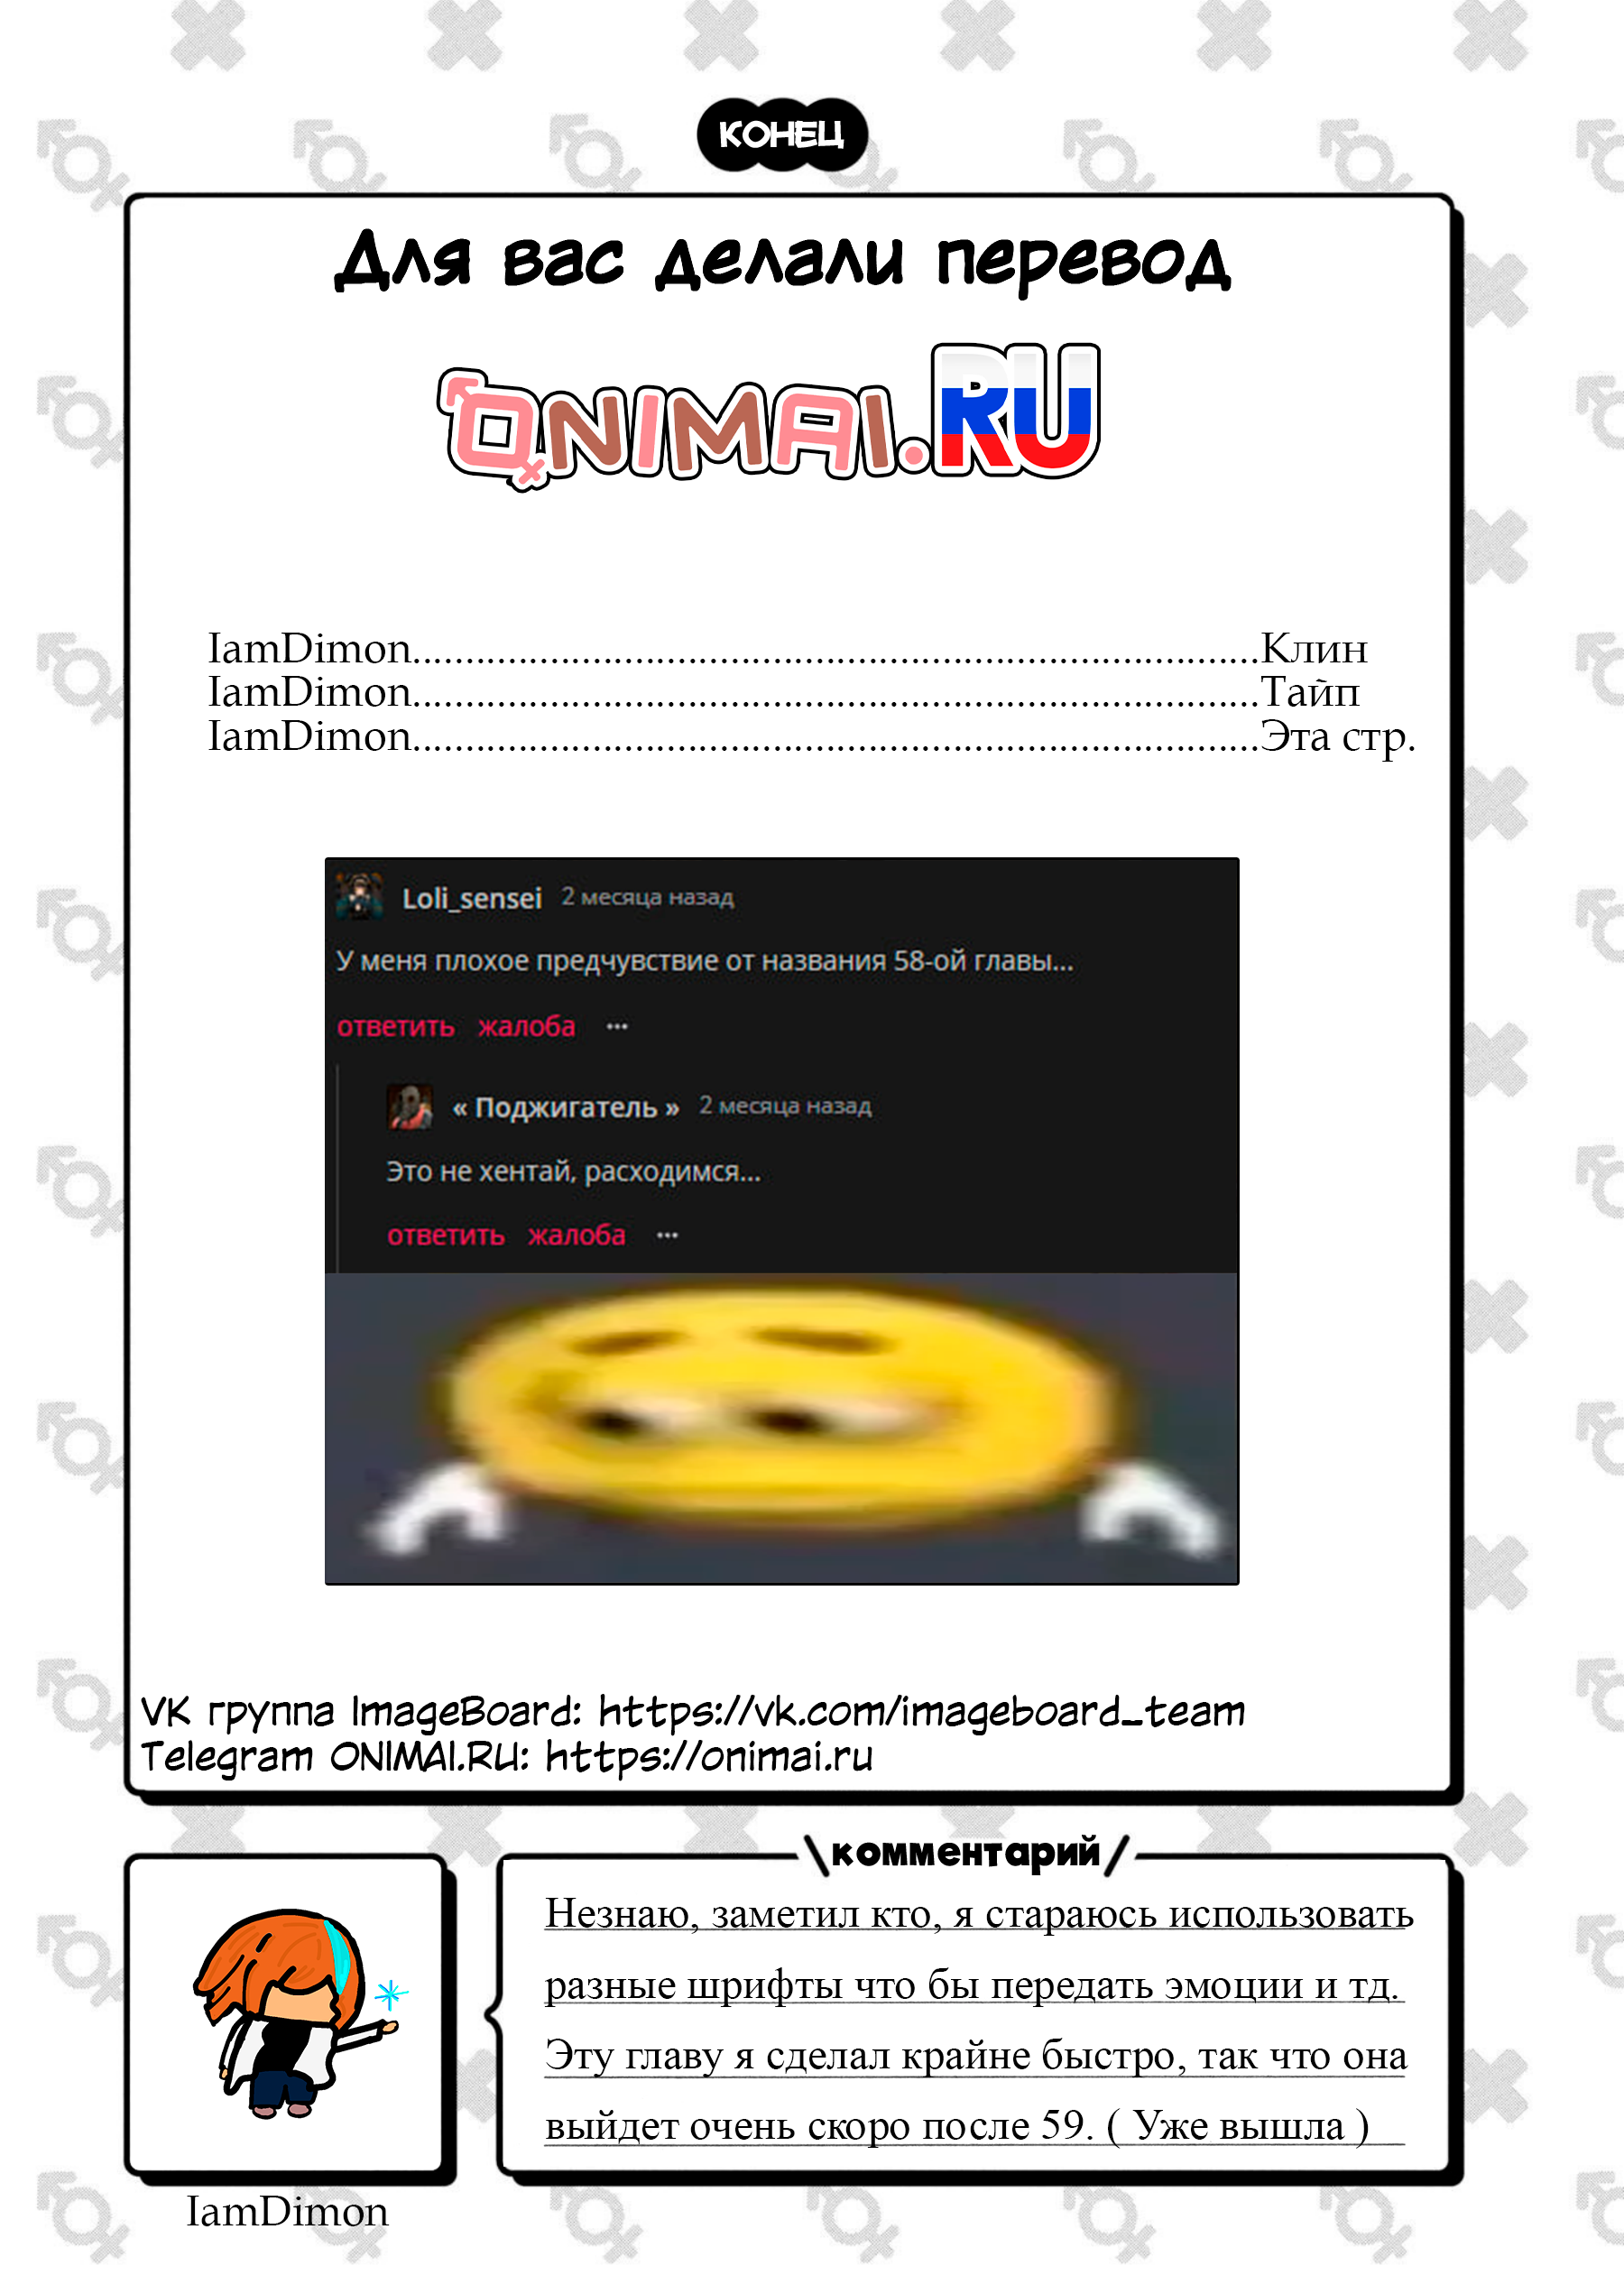 КОНЕЦ
Для вас делали перевод
ONIMAI.RU
IamDimon................................................................................Клин
IamDimon................................................................................Тайп
IamDimon................................................................................Эта стр.
Loli_sensei 2 месяца назад
У меня плохое предчувствие от названия 58-ой главы...
ответить жалоба ...
« Поджигатель » 2 месяца назад
Это не хентай, расходимся...
ответить жалоба ...
VK группа ImageBoard: https://vk.com/imageboard_team
Telegram ONIMAI.RU: https://onimai.ru
\комментарий/
Незнаю, заметил кто, я стараюсь использовать
разные шрифты что бы передать эмоции и тд.
Эту главу я сделал крайне быстро, так что она
выйдет очень скоро после 59. ( Уже вышла )
IamDimon